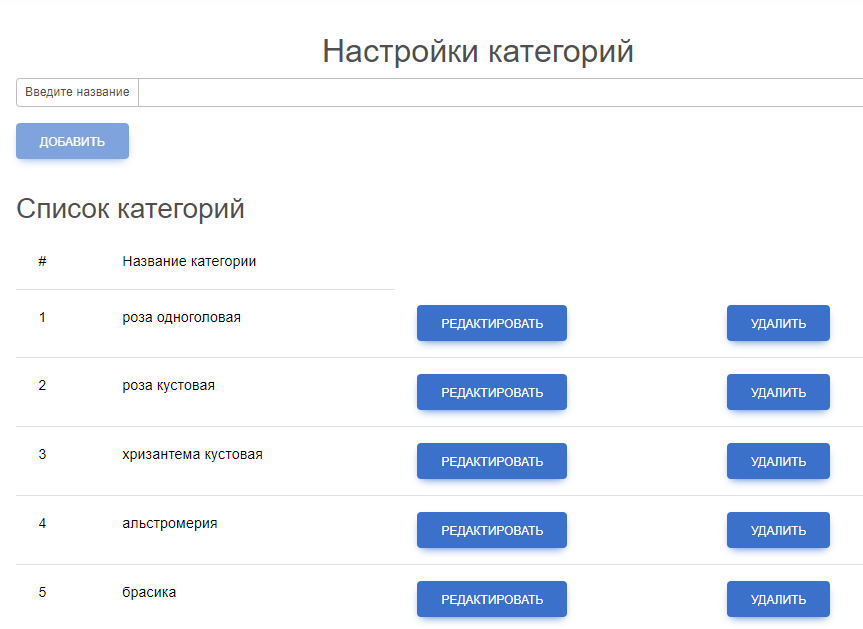 Настройки категорий
Введите название
ДОБАВИТЬ
Список категорий
# Название категории
1 роза одноголовая РЕДАКТИРОВАТЬ УДАЛИТЬ
2 роза кустовая РЕДАКТИРОВАТЬ УДАЛИТЬ
3 хризантема кустовая РЕДАКТИРОВАТЬ УДАЛИТЬ
4 альстромерия РЕДАКТИРОВАТЬ УДАЛИТЬ
5 брасика РЕДАКТИРОВАТЬ УДАЛИТЬ